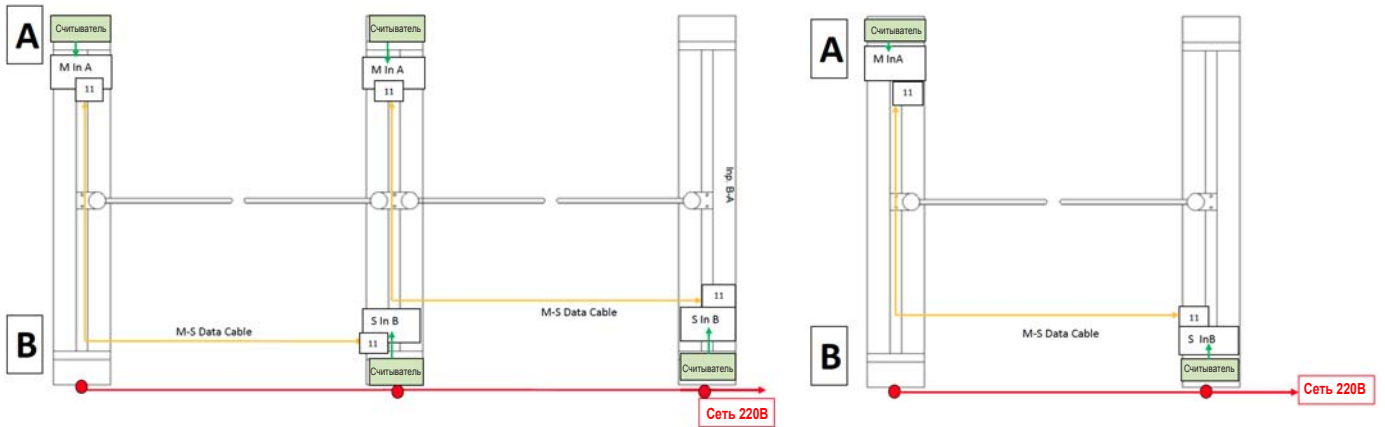 A
Считыватель
M In A
11
Считыватель
M In A
11
Inp. B-A
B
M-S Data Cable
S In B
11
Считыватель
M-S Data Cable
11
S In B
Считыватель
Сеть 220В
A
Считыватель
M InA
11
B
M-S Data Cable
11
S InB
Считыватель
Сеть 220В